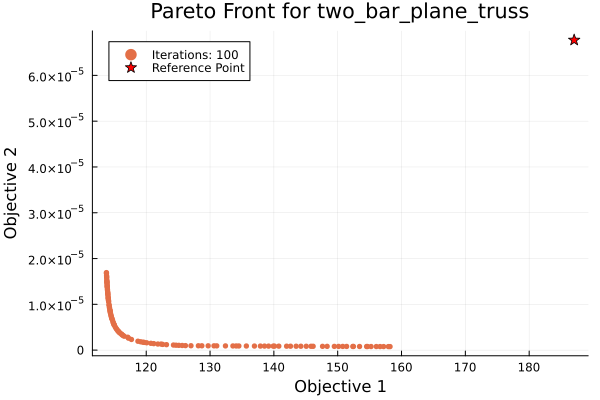 Pareto Front for two_bar_plane_truss
Iterations: 100
Reference Point
6.0×10⁻⁵
5.0×10⁻⁵
4.0×10⁻⁵
3.0×10⁻⁵
2.0×10⁻⁵
1.0×10⁻⁵
0
Objective 2
120 130 140 150 160 170 180
Objective 1